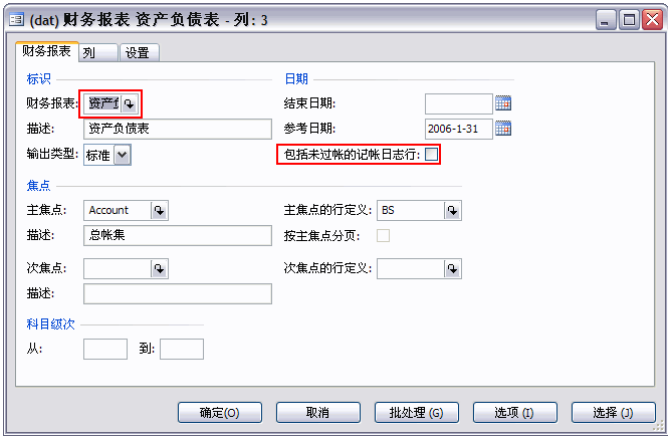 (dat) 财务报表 资产负债表 - 列: 3
财务报表 列 设置
标识 日期
财务报表: 结束日期:
描述: 资产负债表 参考日期: 2006-1-31
输出类型: 标准 包括未过帐的记帐日志行:
焦点
主焦点: Account 主焦点的行定义: BS
描述: 总帐集 按主焦点分页:
次焦点: 次焦点的行定义:
描述:
科目级次
从: 到:
确定(O) 取消 批处理 (G) 选项 (I) 选择 (J)